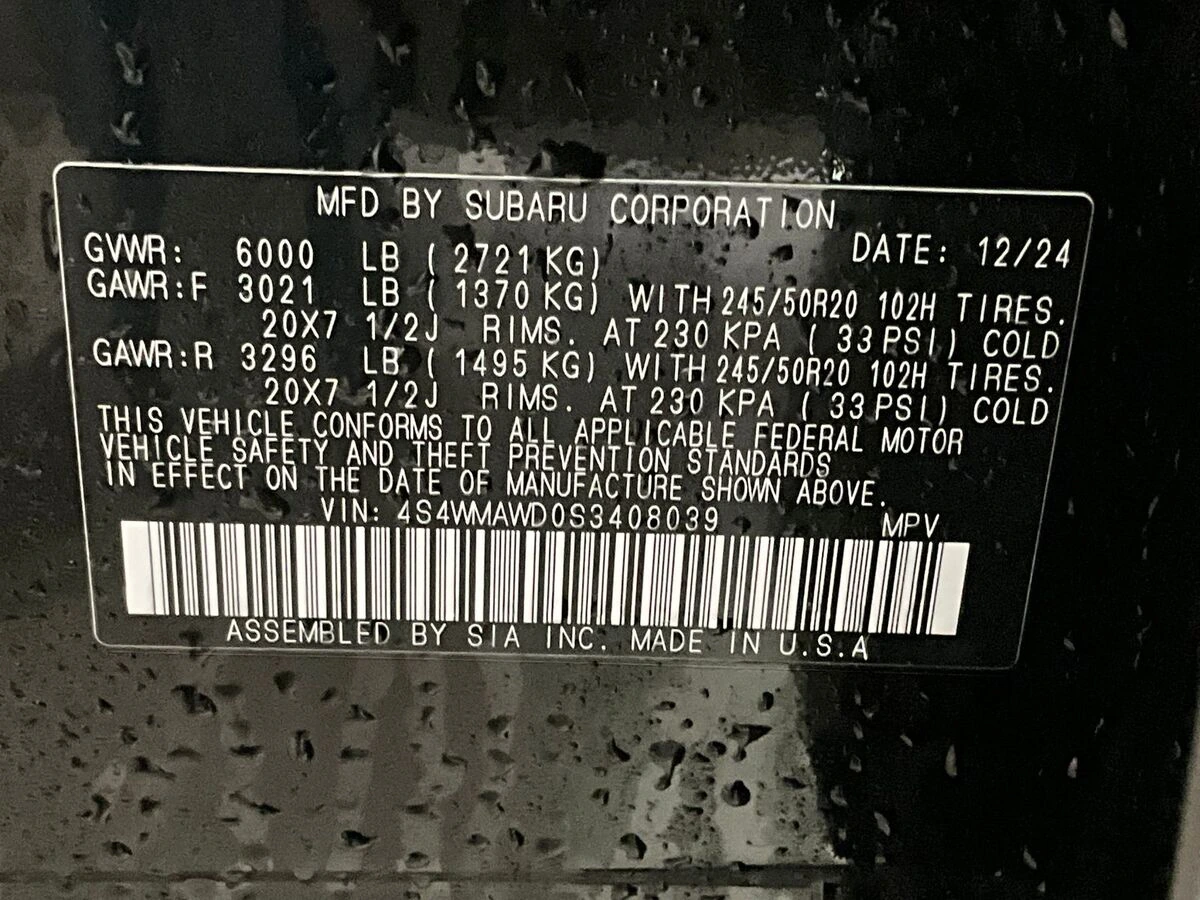 MFD BY SUBARU CORPORATION
GVWR: 6000 LB ( 2721 KG) DATE: 12/24
GAWR:F 3021 LB ( 1370 KG) WITH 245/50R20 102H TIRES.
20X7 1/2J RIMS. AT 230 KPA ( 33 PSI) COLD
GAWR:R 3296 LB ( 1495 KG) WITH 245/50R20 102H TIRES.
20X7 1/2J RIMS. AT 230 KPA ( 33 PSI) COLD
THIS VEHICLE CONFORMS TO ALL APPLICABLE FEDERAL MOTOR
VEHICLE SAFETY AND THEFT PREVENTION STANDARDS
IN EFFECT ON THE DATE OF MANUFACTURE SHOWN ABOVE.
VIN: 4S4WMAWD0S3408039 MPV
ASSEMBLED BY SIA INC. MADE IN U.S.A